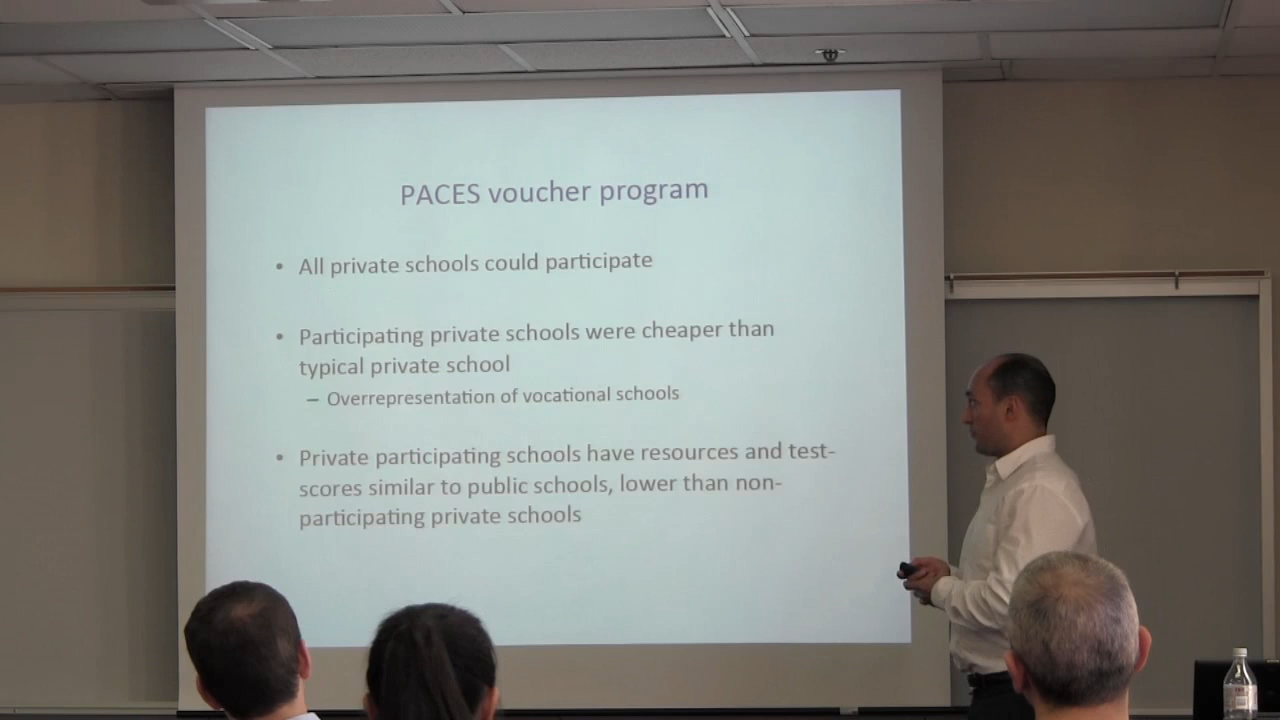 PACES voucher program
• All private schools could participate
• Participating private schools were cheaper than
typical private school
– Overrepresentation of vocational schools
• Private participating schools have resources and test-
scores similar to public schools, lower than non-
participating private schools